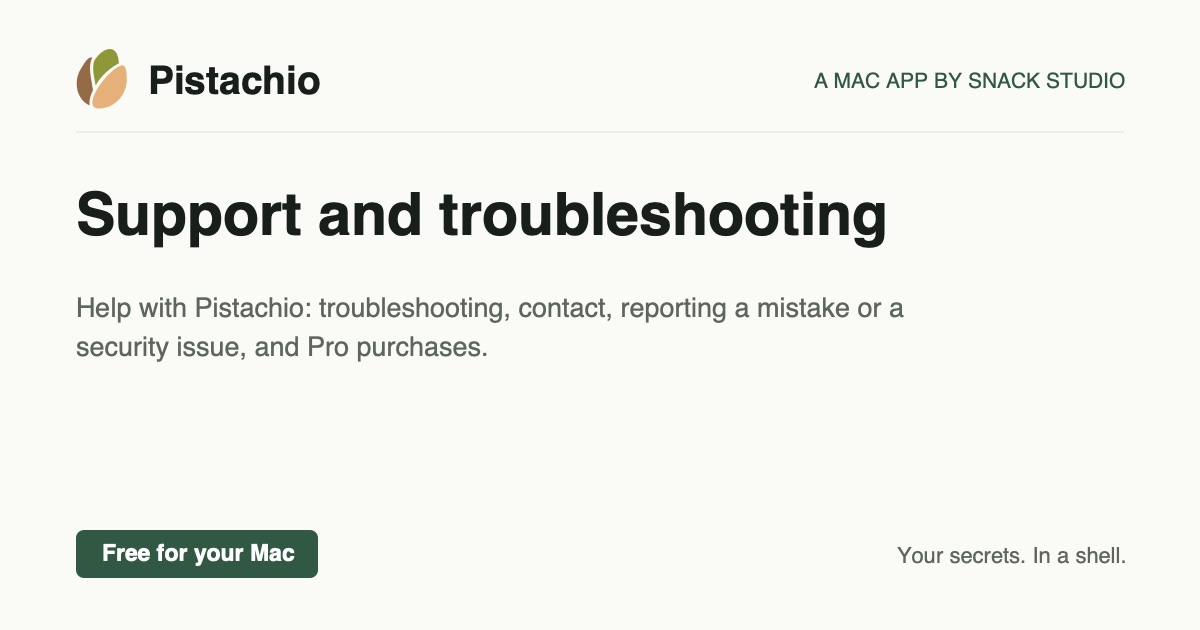 Pistachio
A MAC APP BY SNACK STUDIO
Support and troubleshooting
Help with Pistachio: troubleshooting, contact, reporting a mistake or a
security issue, and Pro purchases.
Free for your Mac
Your secrets. In a shell.